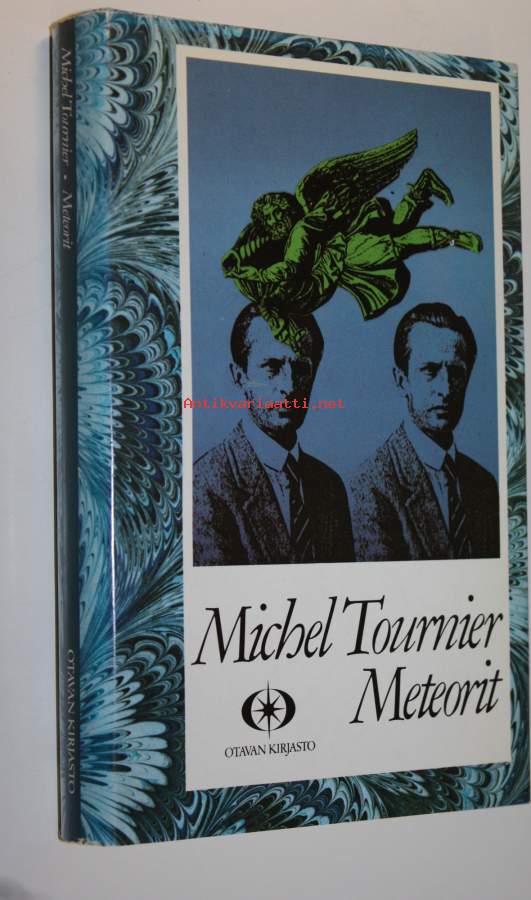 Michel Tournier • Meteorit
OTAVAN KIRJASTO
Antikvariaatti.net
Michel Tournier
Meteorit
OTAVAN KIRJASTO